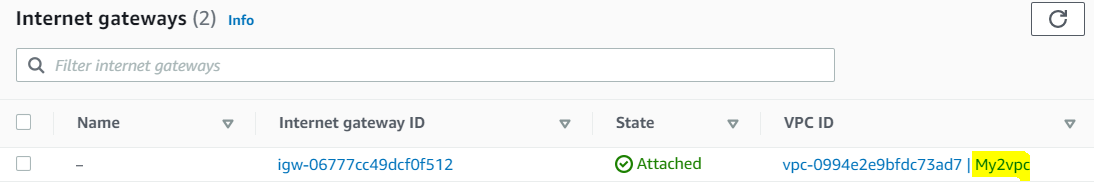 Internet gateways (2) Info
Filter internet gateways
Name Internet gateway ID State VPC ID
– igw-06777cc49dcf0f512 Attached vpc-0994e2e9bfdc73ad7 | My2vpc